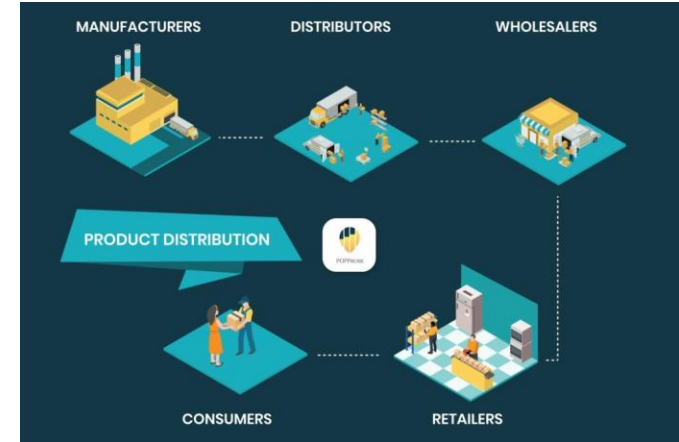 MANUFACTURERS
DISTRIBUTORS
WHOLESALERS
PRODUCT DISTRIBUTION
CONSUMERS
RETAILERS